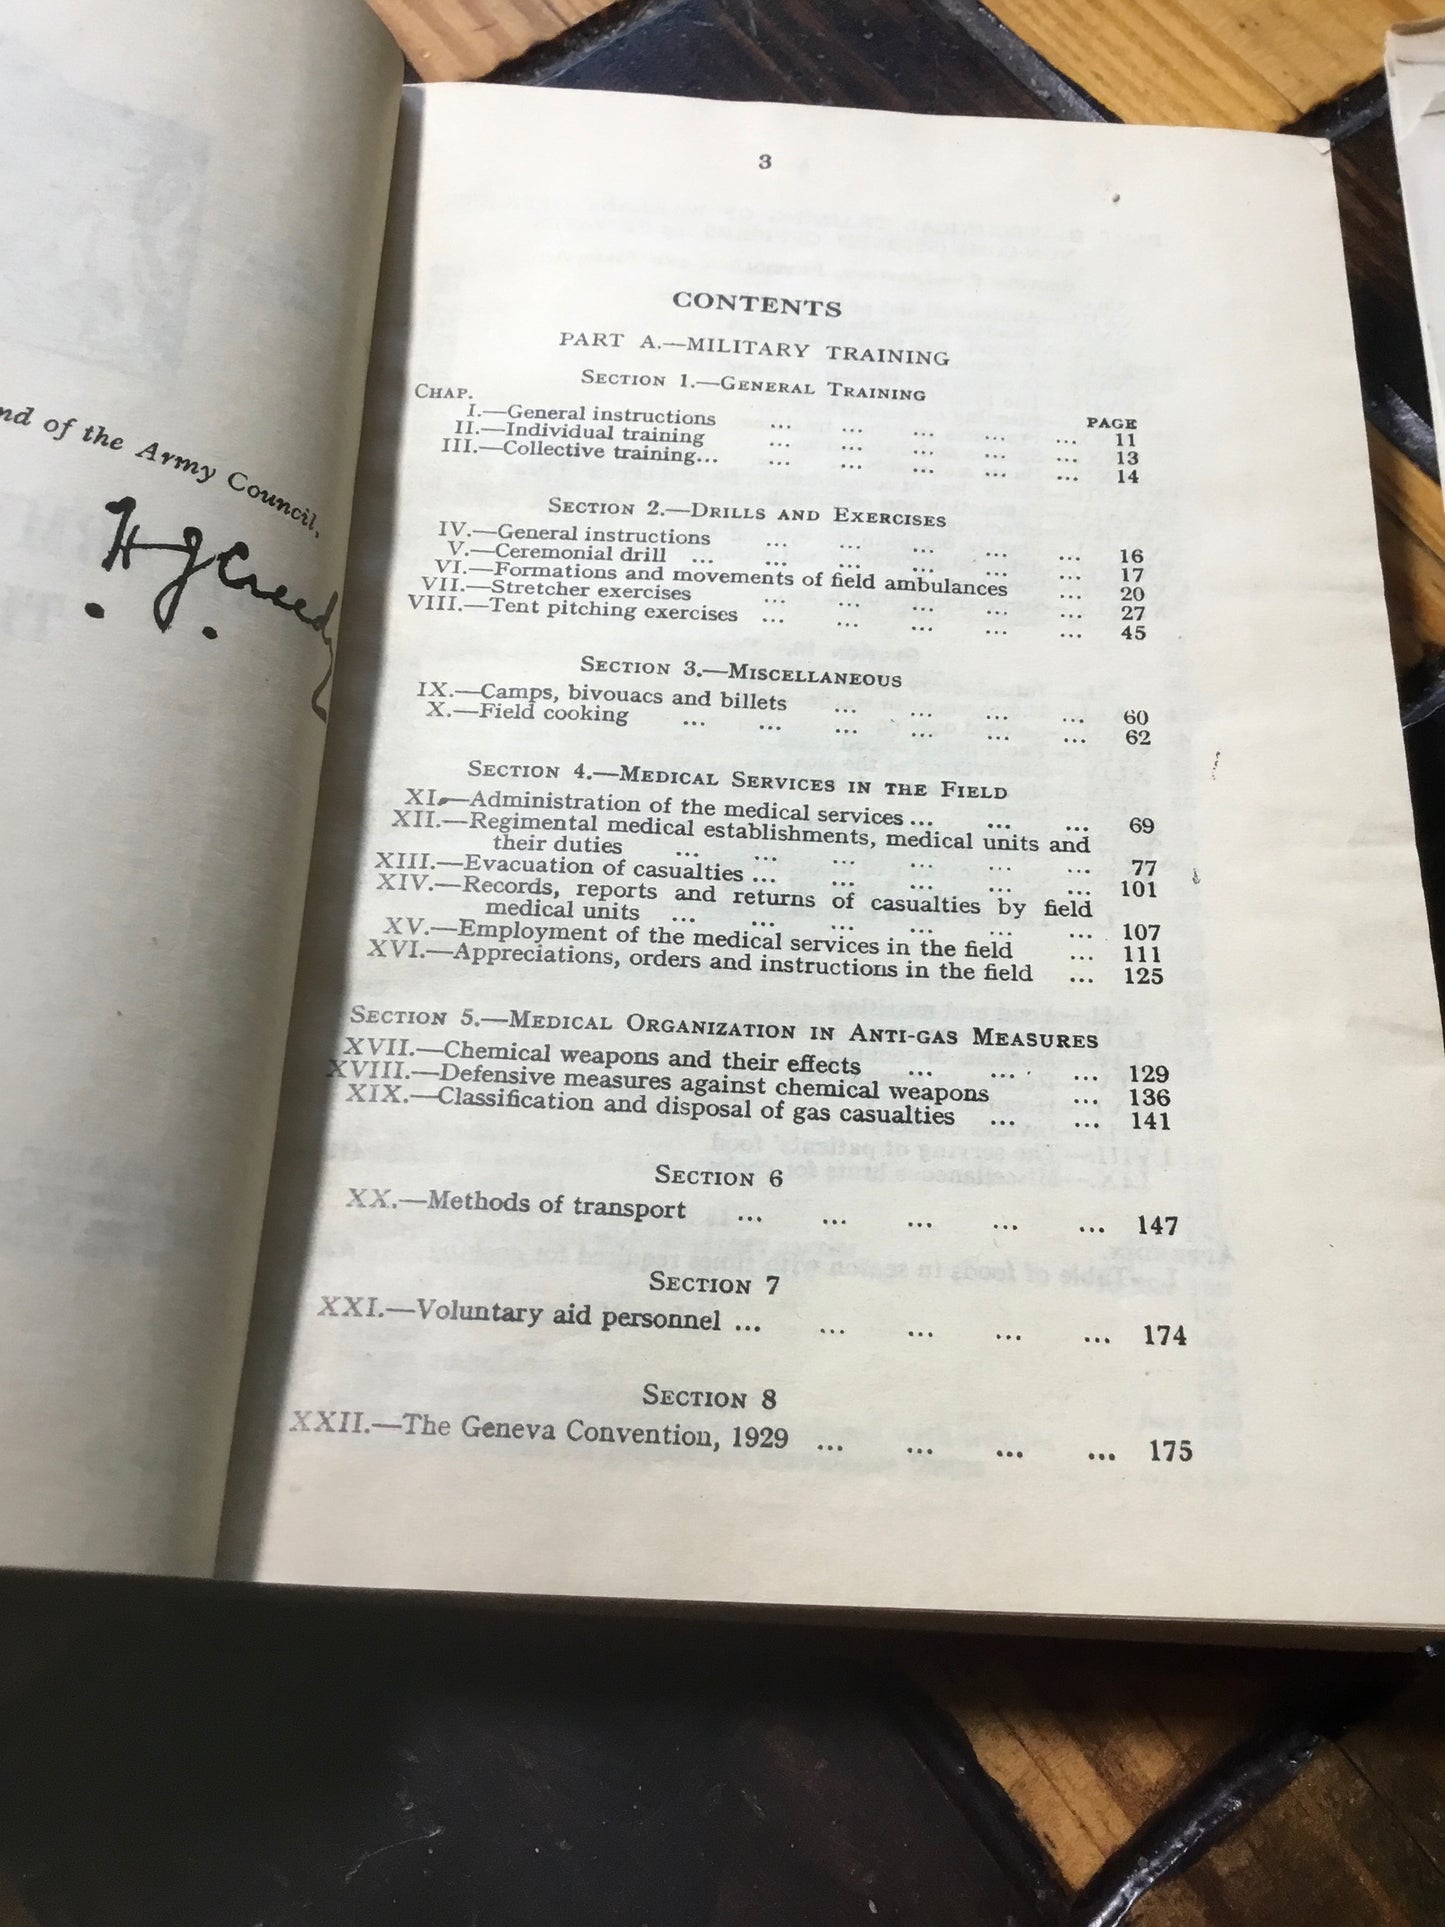 nd of the Army Council,
H J Creedy
3
CONTENTS
PART A.—MILITARY TRAINING
SECTION 1.—GENERAL TRAINING
CHAP. PAGE
I.—General instructions ... ... ... ... ... 11
II.—Individual training ... ... ... ... ... 13
III.—Collective training... ... ... ... ... ... 14
SECTION 2.—DRILLS AND EXERCISES
IV.—General instructions ... ... ... ... ... 16
V.—Ceremonial drill ... ... ... ... ... ... 17
VI.—Formations and movements of field ambulances ... 20
VII.—Stretcher exercises ... ... ... ... ... 27
VIII.—Tent pitching exercises ... ... ... ... ... 45
SECTION 3.—MISCELLANEOUS
IX.—Camps, bivouacs and billets ... ... ... ... 60
X.—Field cooking ... ... ... ... ... ... 62
SECTION 4.—MEDICAL SERVICES IN THE FIELD
XI.—Administration of the medical services ... ... ... 69
XII.—Regimental medical establishments, medical units and
their duties ... ... ... ... ... ... 77
XIII.—Evacuation of casualties ... ... ... ... ... 101
XIV.—Records, reports and returns of casualties by field
medical units ... ... ... ... ... ... 107
XV.—Employment of the medical services in the field ... 111
XVI.—Appreciations, orders and instructions in the field ... 125
SECTION 5.—MEDICAL ORGANIZATION IN ANTI-GAS MEASURES
XVII.—Chemical weapons and their effects ... ... ... 129
XVIII.—Defensive measures against chemical weapons ... 136
XIX.—Classification and disposal of gas casualties ... ... 141
SECTION 6
XX.—Methods of transport ... ... ... ... ... 147
SECTION 7
XXI.—Voluntary aid personnel ... ... ... ... ... 174
SECTION 8
XXII.—The Geneva Convention, 1929 ... ... ... ... 175